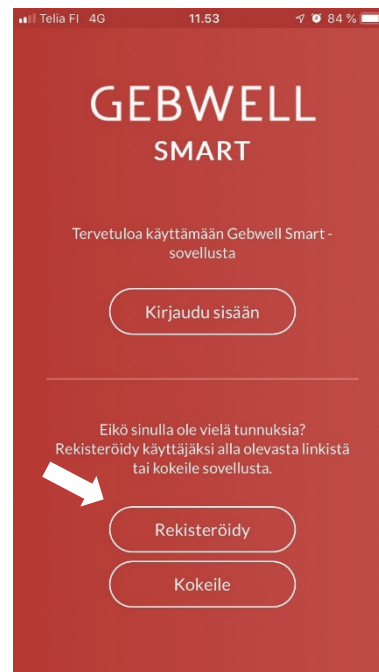 Telia FI 4G 11.53 84 %
GEBWELL
SMART
Tervetuloa käyttämään Gebwell Smart -
sovellusta
Kirjaudu sisään
Eikö sinulla ole vielä tunnuksia?
Rekisteröidy käyttäjäksi alla olevasta linkistä
tai kokeile sovellusta.
Rekisteröidy
Kokeile